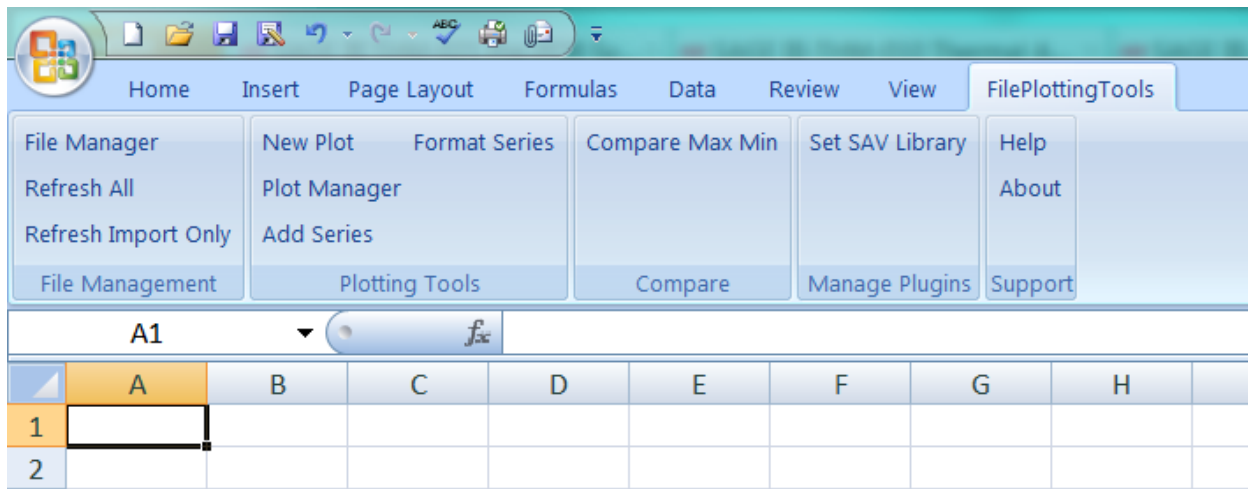 ABC
Home Insert Page Layout Formulas Data Review View FilePlottingTools
File Manager New Plot Format Series Compare Max Min Set SAV Library Help
Refresh All Plot Manager About
Refresh Import Only Add Series
File Management Plotting Tools Compare Manage Plugins Support
A1 fx
A B C D E F G H
1
2